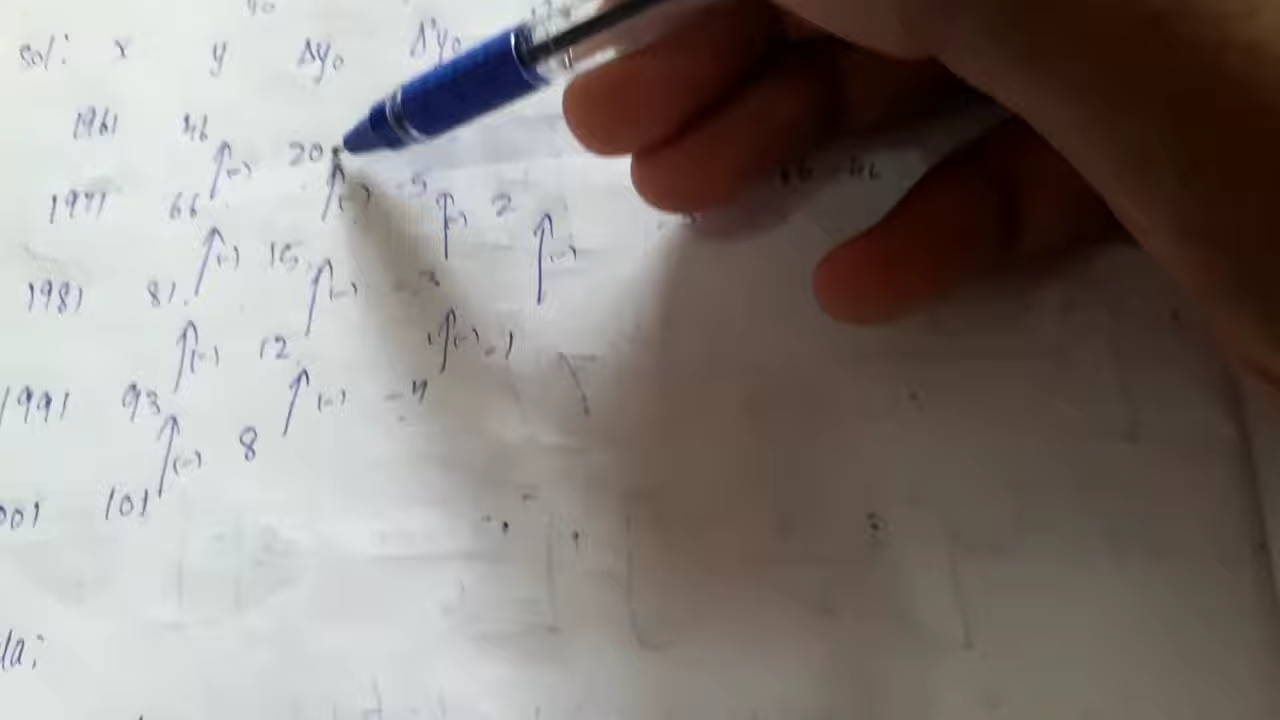 sol: x y Δy₀ Δ²y₀
1961 46
20
1971 66 (-) (-) -5 2
(-) 15 (-) (-)
1981 81 (-) -3
(-) 12 (-) -1
1991 93 (-) -4
(-) 8
001 101
la: